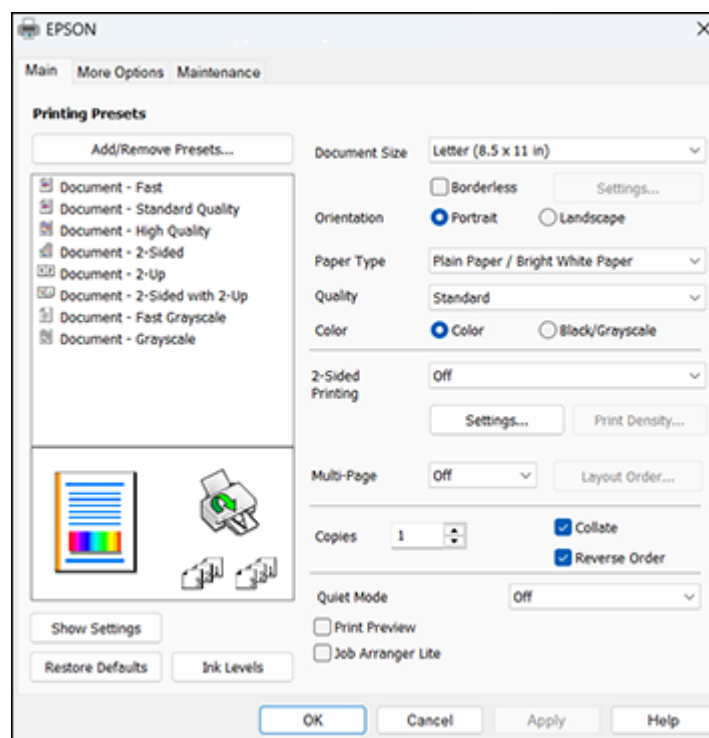 EPSON
Main More Options Maintenance
Printing Presets
Add/Remove Presets...
Document - Fast
Document - Standard Quality
Document - High Quality
Document - 2-Sided
Document - 2-Up
Document - 2-Sided with 2-Up
Document - Fast Grayscale
Document - Grayscale
Show Settings
Restore Defaults Ink Levels
Document Size Letter (8.5 x 11 in)
Borderless Settings...
Orientation Portrait Landscape
Paper Type Plain Paper / Bright White Paper
Quality Standard
Color Color Black/Grayscale
2-Sided Printing Off
Settings... Print Density...
Multi-Page Off Layout Order...
Copies 1 Collate
Reverse Order
Quiet Mode Off
Print Preview
Job Arranger Lite
OK Cancel Apply Help